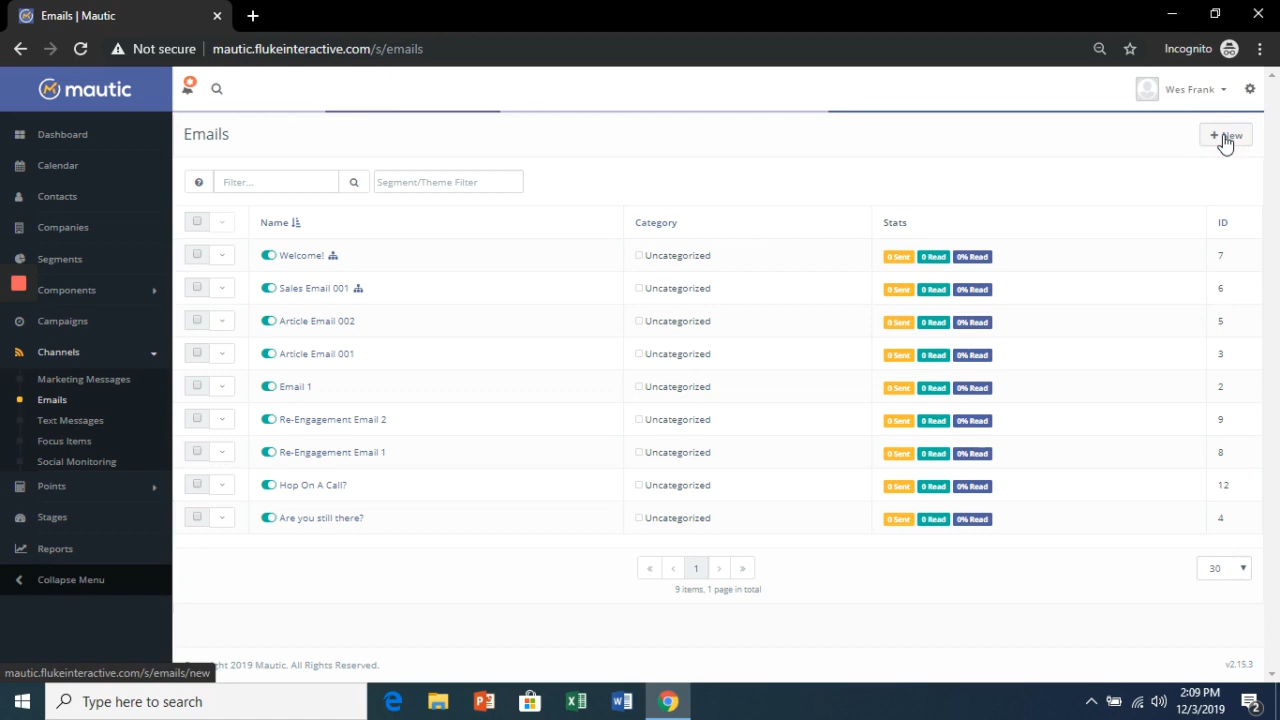 Emails | Mautic
Not secure
mautic.flukeinteractive.com/s/emails
Incognito
mautic
Wes Frank
Dashboard
Calendar
Contacts
Companies
Segments
Components
Campaigns
Channels
Marketing Messages
Emails
Text Messages
Focus Items
Social Monitoring
Points
Stages
Reports
Collapse Menu
Emails
+ New
Filter...
Segment/Theme Filter
Name Category Stats ID
Welcome! Uncategorized 0 Sent 0 Read 0% Read 7
Sales Email 001 Uncategorized 0 Sent 0 Read 0% Read 6
Article Email 002 Uncategorized 0 Sent 0 Read 0% Read 5
Article Email 001 Uncategorized 0 Sent 0 Read 0% Read 3
Email 1 Uncategorized 0 Sent 0 Read 0% Read 2
Re-Engagement Email 2 Uncategorized 0 Sent 0 Read 0% Read 9
Re-Engagement Email 1 Uncategorized 0 Sent 0 Read 0% Read 8
Hop On A Call? Uncategorized 0 Sent 0 Read 0% Read 12
Are you still there? Uncategorized 0 Sent 0 Read 0% Read 4
« ‹ 1 › »
30
9 items, 1 page in total
2019 Mautic. All Rights Reserved.
v2.15.3
mautic.flukeinteractive.com/s/emails/new
Type here to search
2:09 PM
12/3/2019
2